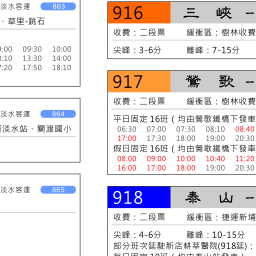 淡水客運 863
、草里-跳石
:00 09:30 10:00
:10 13:30 14:10
:20 17:50 18:10
淡水客運 864
淡水站、關渡國小
淡水客運 865
916 三 峽 -
收費：二段票 緩衝區：樹林收費
尖峰：3-6分 離峰：7-15分
917 鶯 歌 -
收費：二段票 緩衝區：樹林收費
平日固定16班（均由鶯歌鐵橋下發車
06:30 07:00 07:30 08:10 08:40
17:00 17:30 18:00 19:00 20:30
假日固定16班（均由鶯歌鐵橋下發車
08:00 09:00 10:00 10:40 11:20
16:00 17:00 18:00 19:00 20:30
918 泰 山 -
收費：二段票 緩衝區：捷運新埔
尖峰：4-6分 離峰：10-15分
部分班次延駛新店耕莘醫院(918延)：